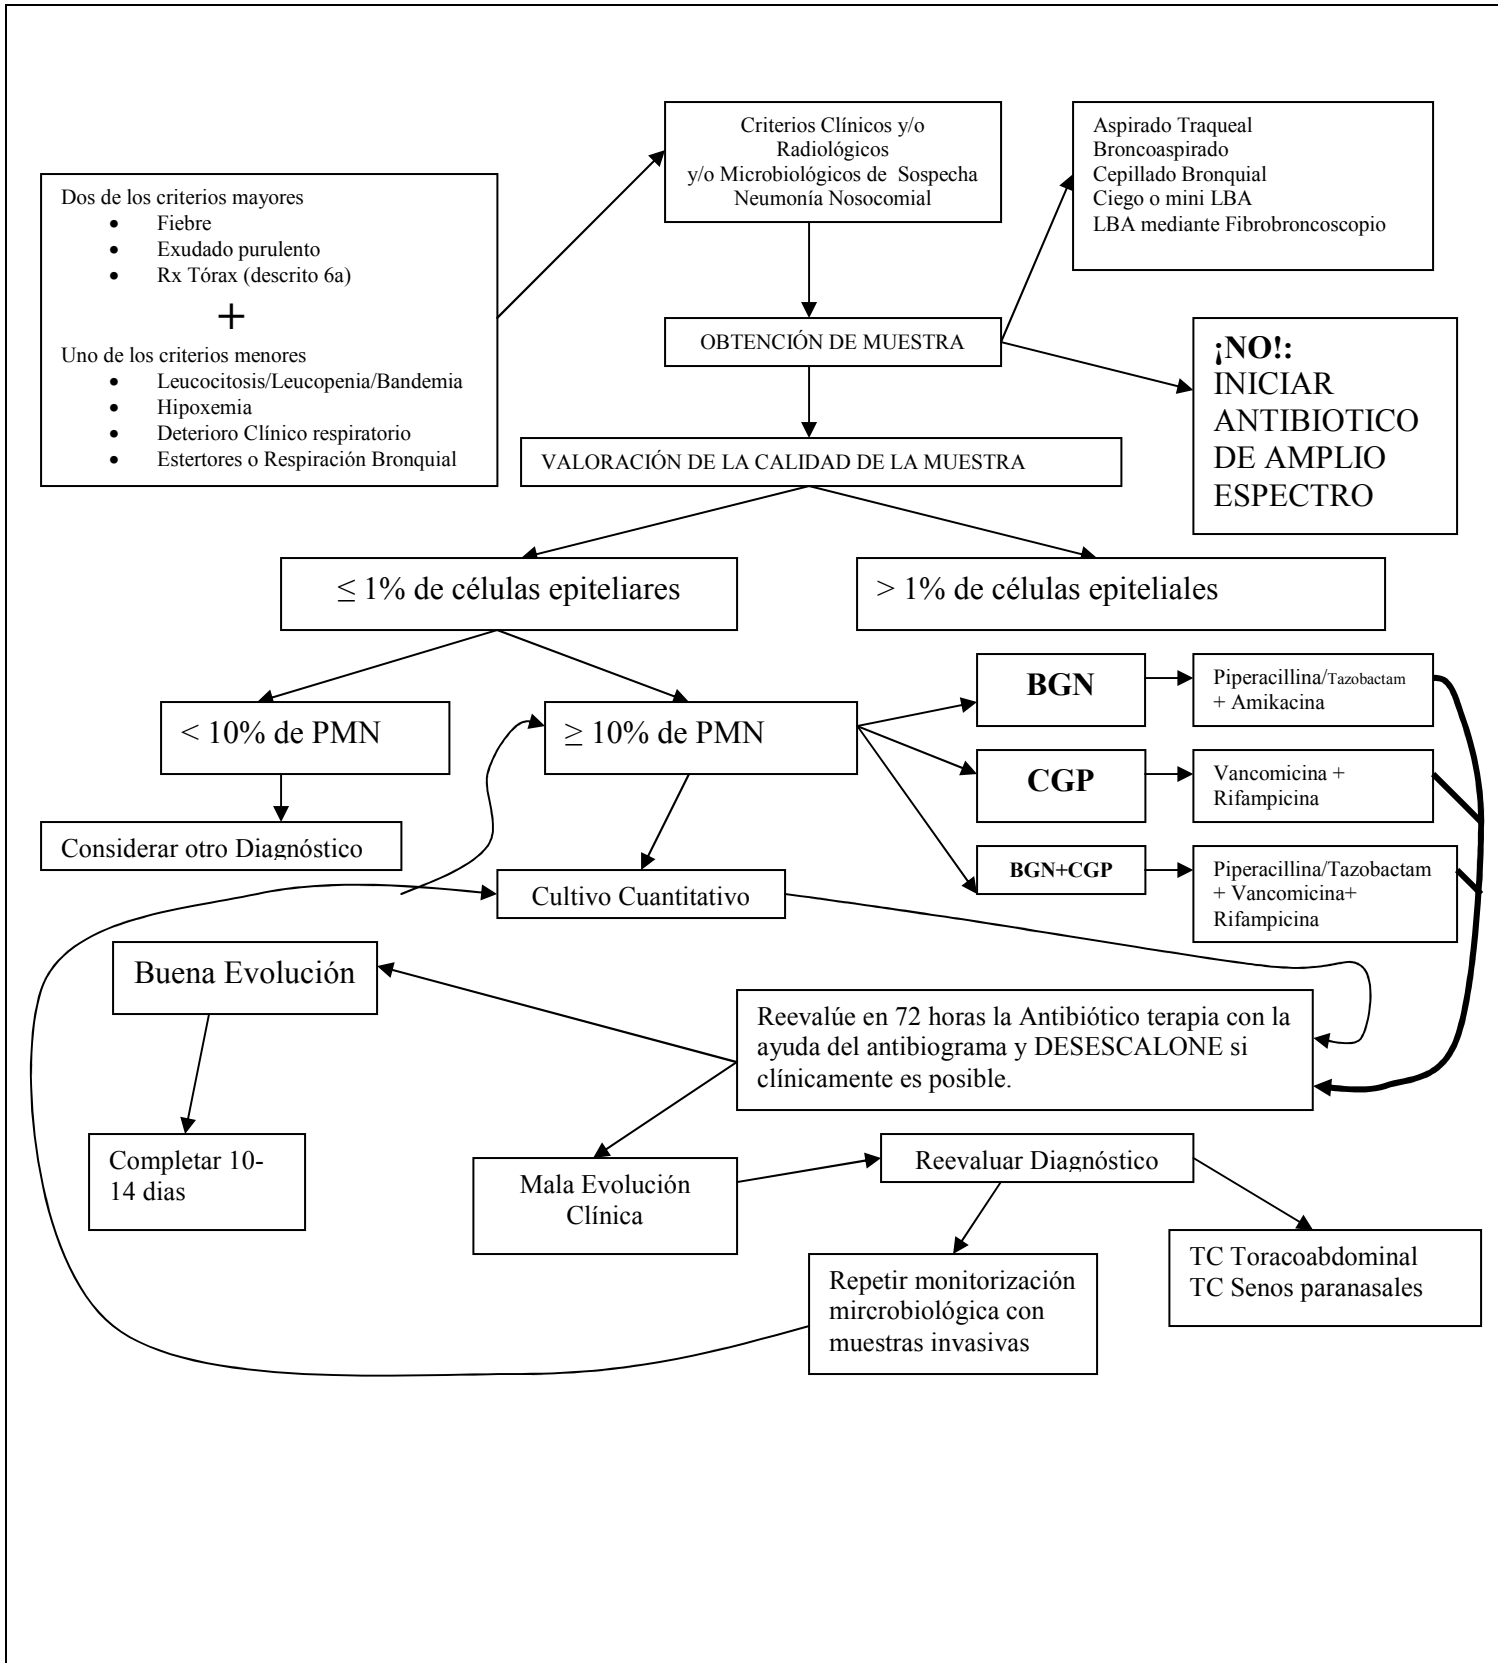 Criterios Clínicos y/o
Radiológicos
y/o Microbiológicos de Sospecha
Neumonía Nosocomial
Aspirado Traqueal
Broncoaspirado
Cepillado Bronquial
Ciego o mini LBA
LBA mediante Fibrobroncoscopio
Dos de los criterios mayores
• Fiebre
• Exudado purulento
• Rx Tórax (descrito 6a)
+
Uno de los criterios menores
• Leucocitosis/Leucopenia/Bandemia
• Hipoxemia
• Deterioro Clínico respiratorio
• Estertores o Respiración Bronquial
OBTENCIÓN DE MUESTRA
¡NO!:
INICIAR
ANTIBIOTICO
DE AMPLIO
ESPECTRO
VALORACIÓN DE LA CALIDAD DE LA MUESTRA
≤ 1% de células epiteliares
> 1% de células epiteliales
< 10% de PMN
≥ 10% de PMN
BGN
Piperacillina/Tazobactam
+ Amikacina
CGP
Vancomicina +
Rifampicina
BGN+CGP
Piperacillina/Tazobactam
+ Vancomicina+
Rifampicina
Considerar otro Diagnóstico
Cultivo Cuantitativo
Buena Evolución
Reevalúe en 72 horas la Antibiótico terapia con la
ayuda del antibiograma y DESESCALONE si
clínicamente es posible.
Completar 10-
14 dias
Mala Evolución
Clínica
Reevaluar Diagnóstico
Repetir monitorización
mircrobiológica con
muestras invasivas
TC Toracoabdominal
TC Senos paranasales